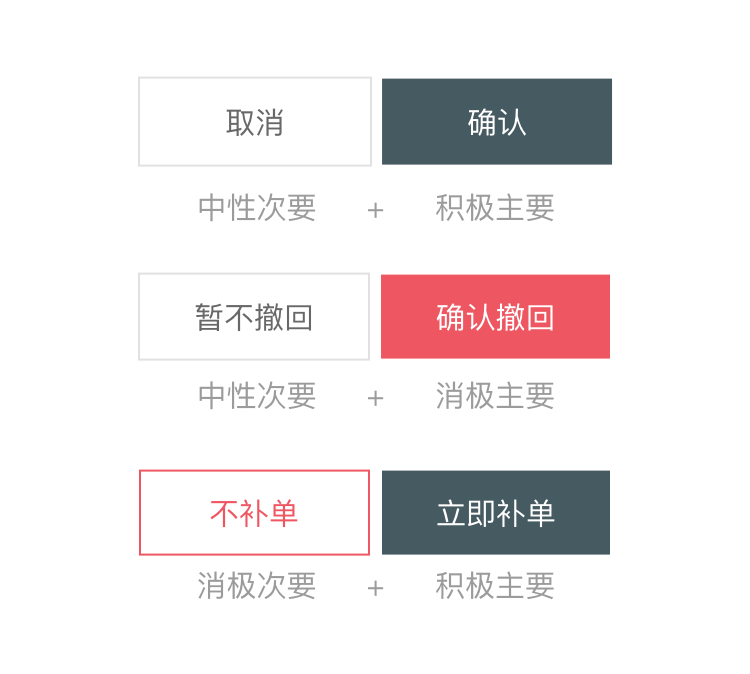 取消 确认
中性次要 + 积极主要
暂不撤回 确认撤回
中性次要 + 消极主要
不补单 立即补单
消极次要 + 积极主要